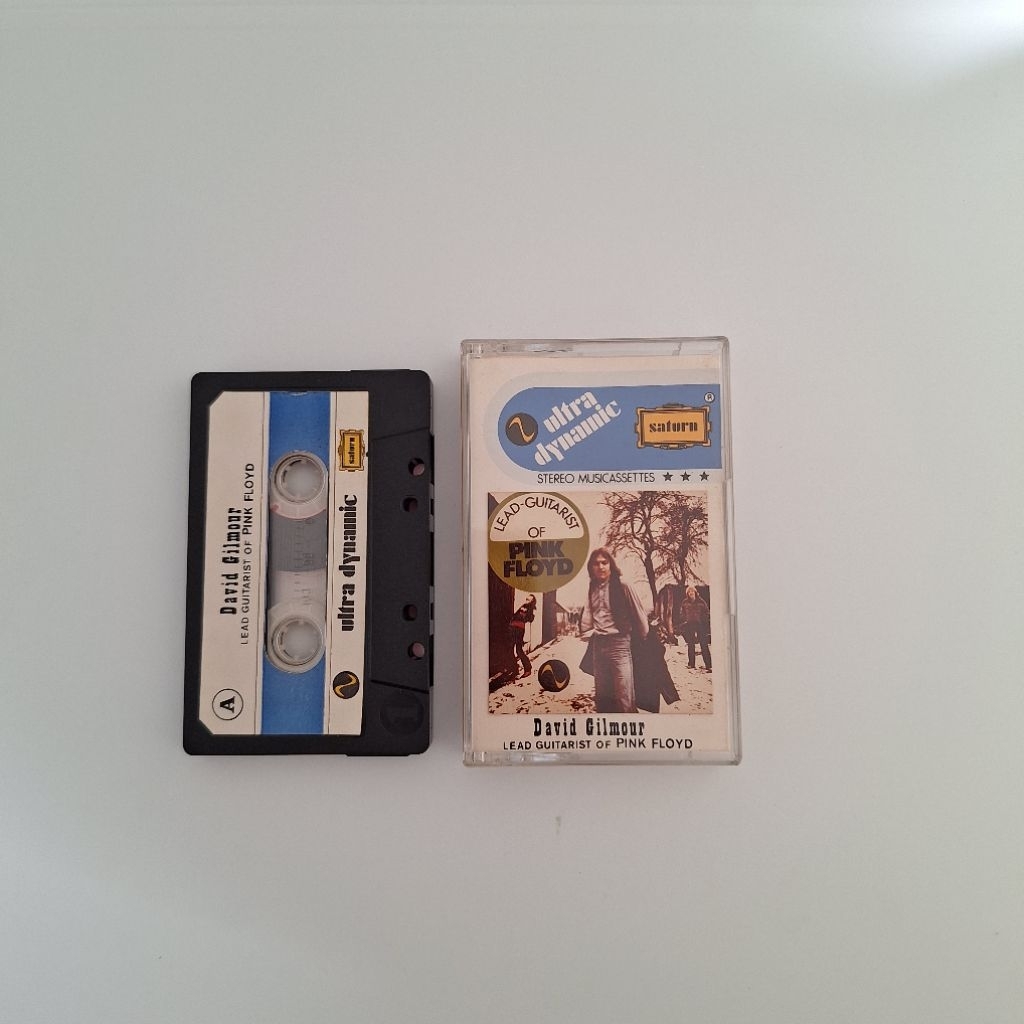 David Gilmour
LEAD GUITARIST OF PINK FLOYD
A
ultra dynamic
saturn
1
ultra
dynamic
saturn
®
STEREO MUSICASSETTES ★ ★ ★
LEAD-GUITARIST
OF
PINK
FLOYD
David Gilmour
LEAD GUITARIST OF PINK FLOYD